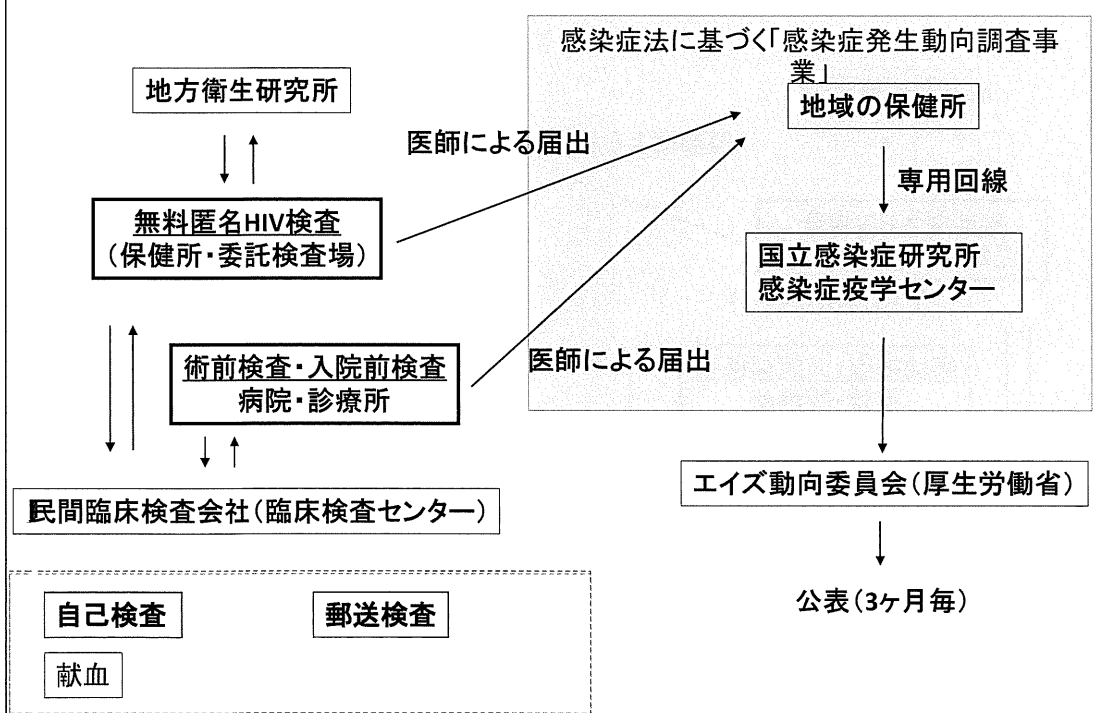 感染症法に基づく「感染症発生動向調査事
業」
地方衛生研究所
地域の保健所
医師による届出
専用回線
無料匿名HIV検査
(保健所・委託検査場)
国立感染症研究所
感染症疫学センター
術前検査・入院前検査
病院・診療所
医師による届出
エイズ動向委員会(厚生労働省)
民間臨床検査会社(臨床検査センター)
公表(3ヶ月毎)
自己検査
郵送検査
献血